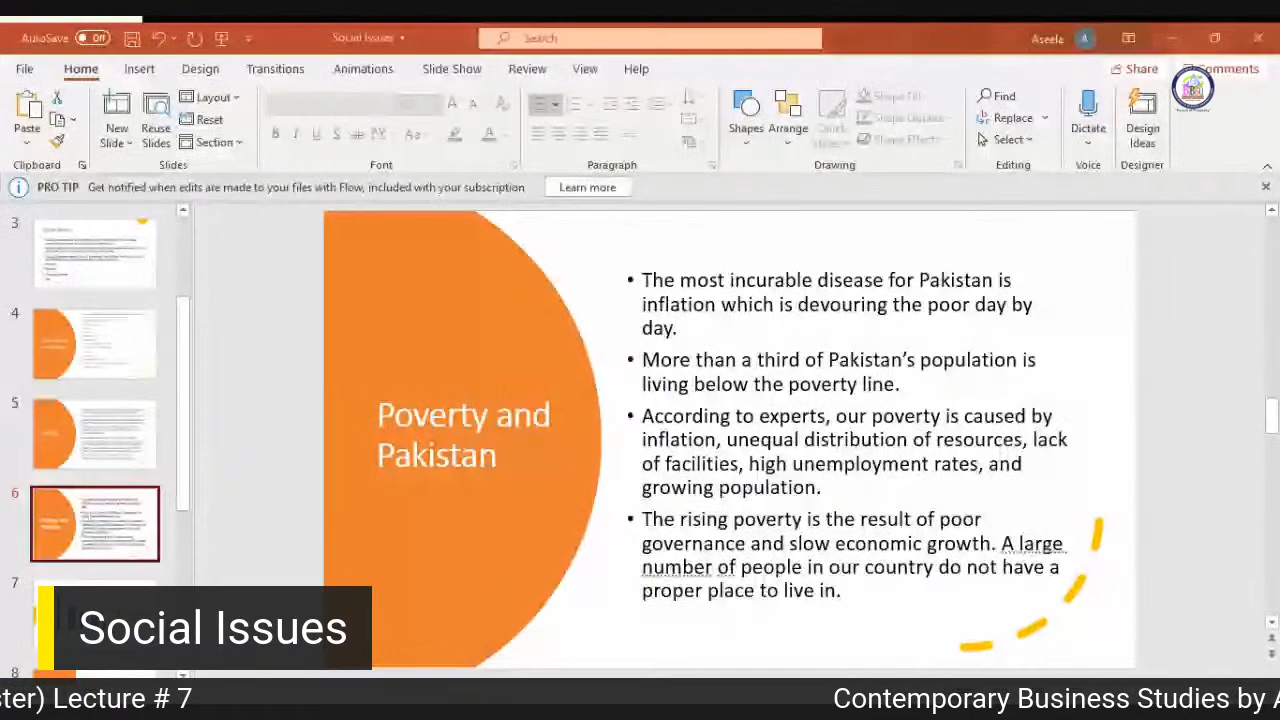 AutoSave Off
Social Issues
Search
Aseela
File Home Insert Design Transitions Animations Slide Show Review View Help
Share
Comments
Paste
New
Slide
Reuse
Slides
Layout
Reset
Section
Shapes
Arrange
Shape Fill
Shape Effects
Find
Replace
Select
Dictate
Design
Ideas
Clipboard
Slides
Font
Paragraph
Drawing
Editing
Voice
Designer
PRO TIP Get notified when edits are made to your files with Flow, included with your subscription
Learn more
3
4
5
6
7
8
Poverty and
Pakistan
• The most incurable disease for Pakistan is
inflation which is devouring the poor day by
day.
• More than a third of Pakistan's population is
living below the poverty line.
• According to experts, our poverty is caused by
inflation, unequal distribution of resources, lack
of facilities, high unemployment rates, and
growing population.
• The rising poverty is the result of poor
governance and slow economic growth. A large
number of people in our country do not have a
proper place to live in.
Social Issues
ster) Lecture # 7
Contemporary Business Studies by A